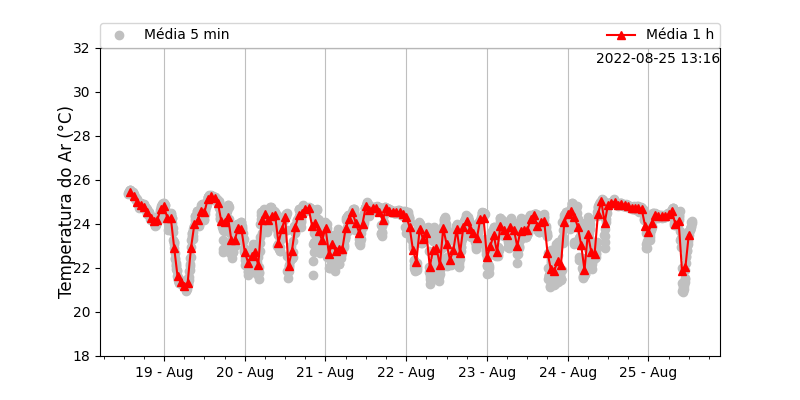 Média 5 min
Média 1 h
2022-08-25 13:16
Temperatura do Ar (°C)
32
30
28
26
24
22
20
18
19 - Aug
20 - Aug
21 - Aug
22 - Aug
23 - Aug
24 - Aug
25 - Aug